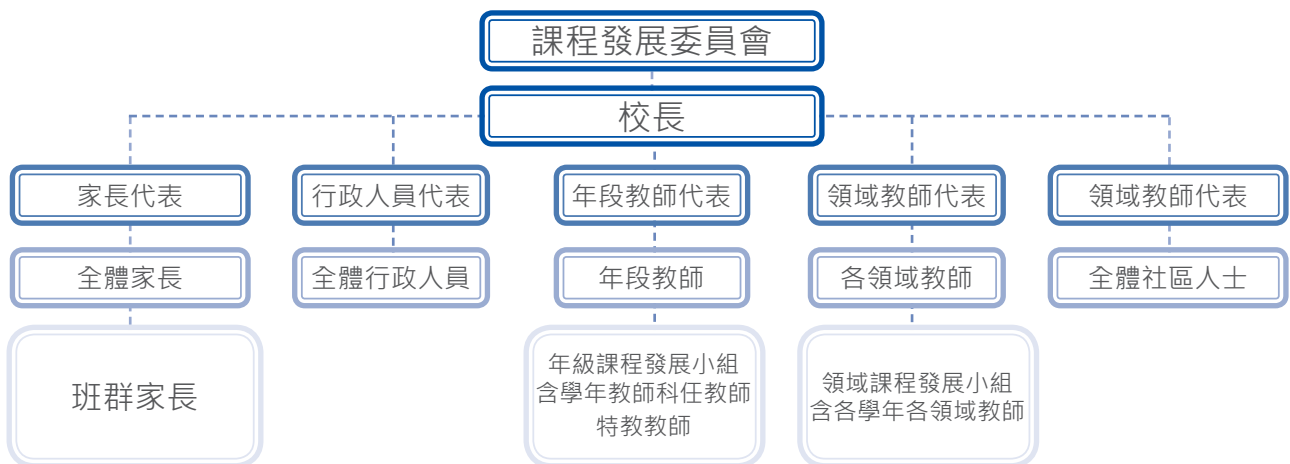 課程發展委員會
校長
家長代表
行政人員代表
年段教師代表
領域教師代表
領域教師代表
全體家長
全體行政人員
年段教師
各領域教師
全體社區人士
班群家長
年級課程發展小組
含學年教師科任教師
特教教師
領域課程發展小組
含各學年各領域教師